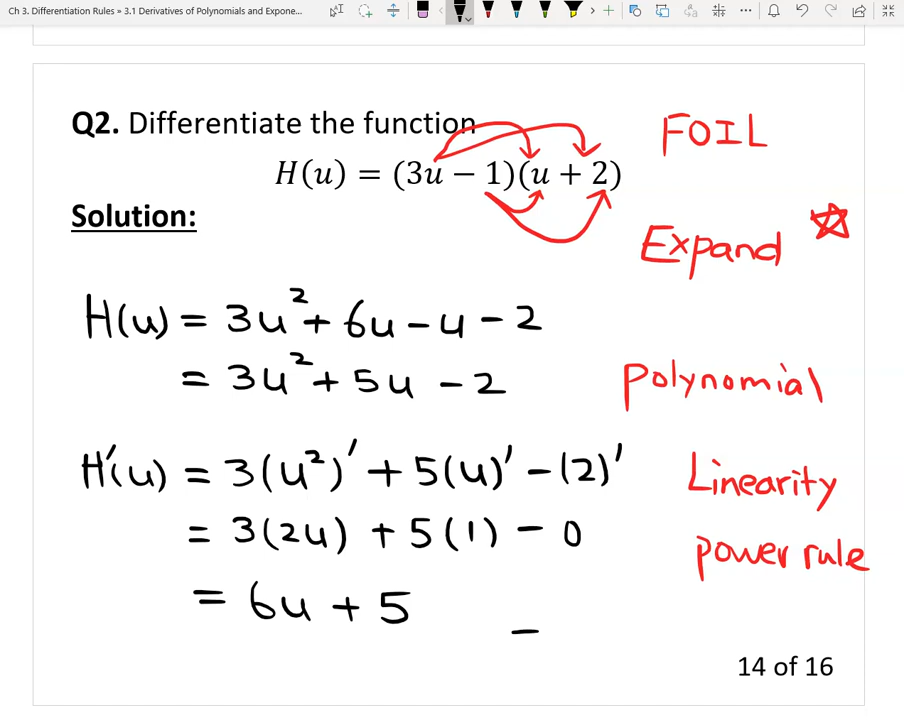 Ch 3. Differentiation Rules » 3.1 Derivatives of Polynomials and Expone...
Q2. Differentiate the function
FOIL
H(u) = (3u − 1)(u + 2)
Solution:
Expand
H(u) = 3u² + 6u − u − 2
= 3u² + 5u − 2
polynomial
H'(u) = 3(u²)' + 5(u)' − (2)'
Linearity
= 3(2u) + 5(1) − 0
power rule
= 6u + 5
14 of 16